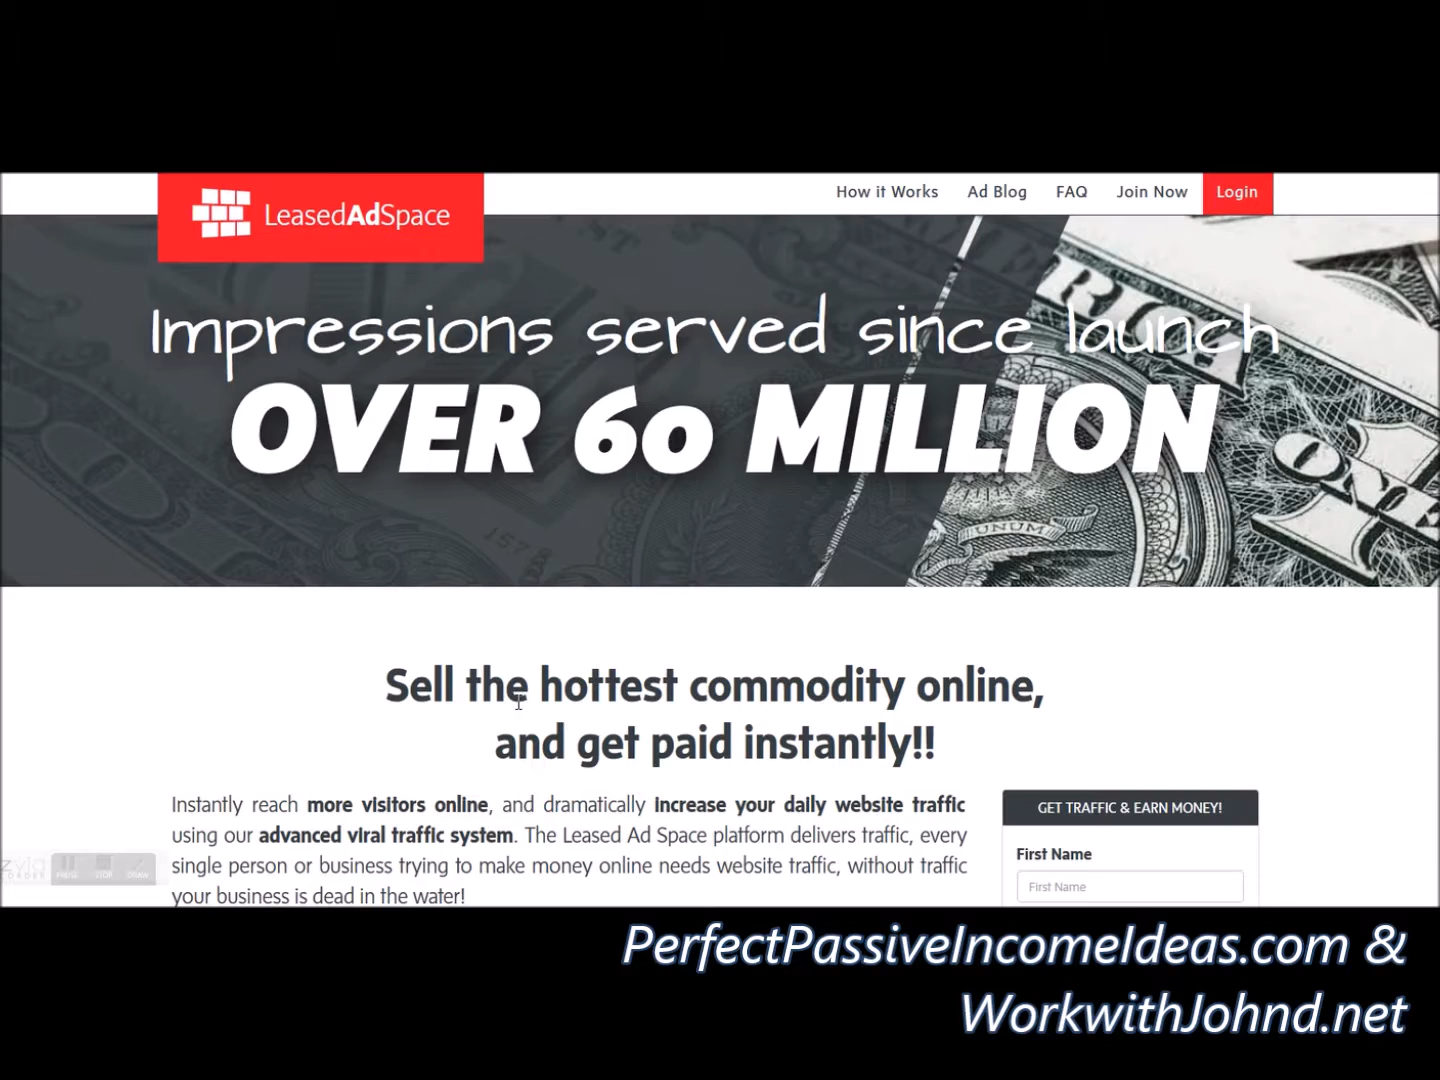 LeasedAdSpace
How it Works
Ad Blog
FAQ
Join Now
Login
Impressions served since launch
OVER 60 MILLION
Sell the hottest commodity online,
and get paid instantly!!
Instantly reach more visitors online, and dramatically increase your daily website traffic
using our advanced viral traffic system. The Leased Ad Space platform delivers traffic, every
single person or business trying to make money online needs website traffic, without traffic
your business is dead in the water!
GET TRAFFIC & EARN MONEY!
First Name
First Name
PAUSE
STOP
DRAW
PerfectPassiveIncomeIdeas.com &
WorkwithJohnd.net